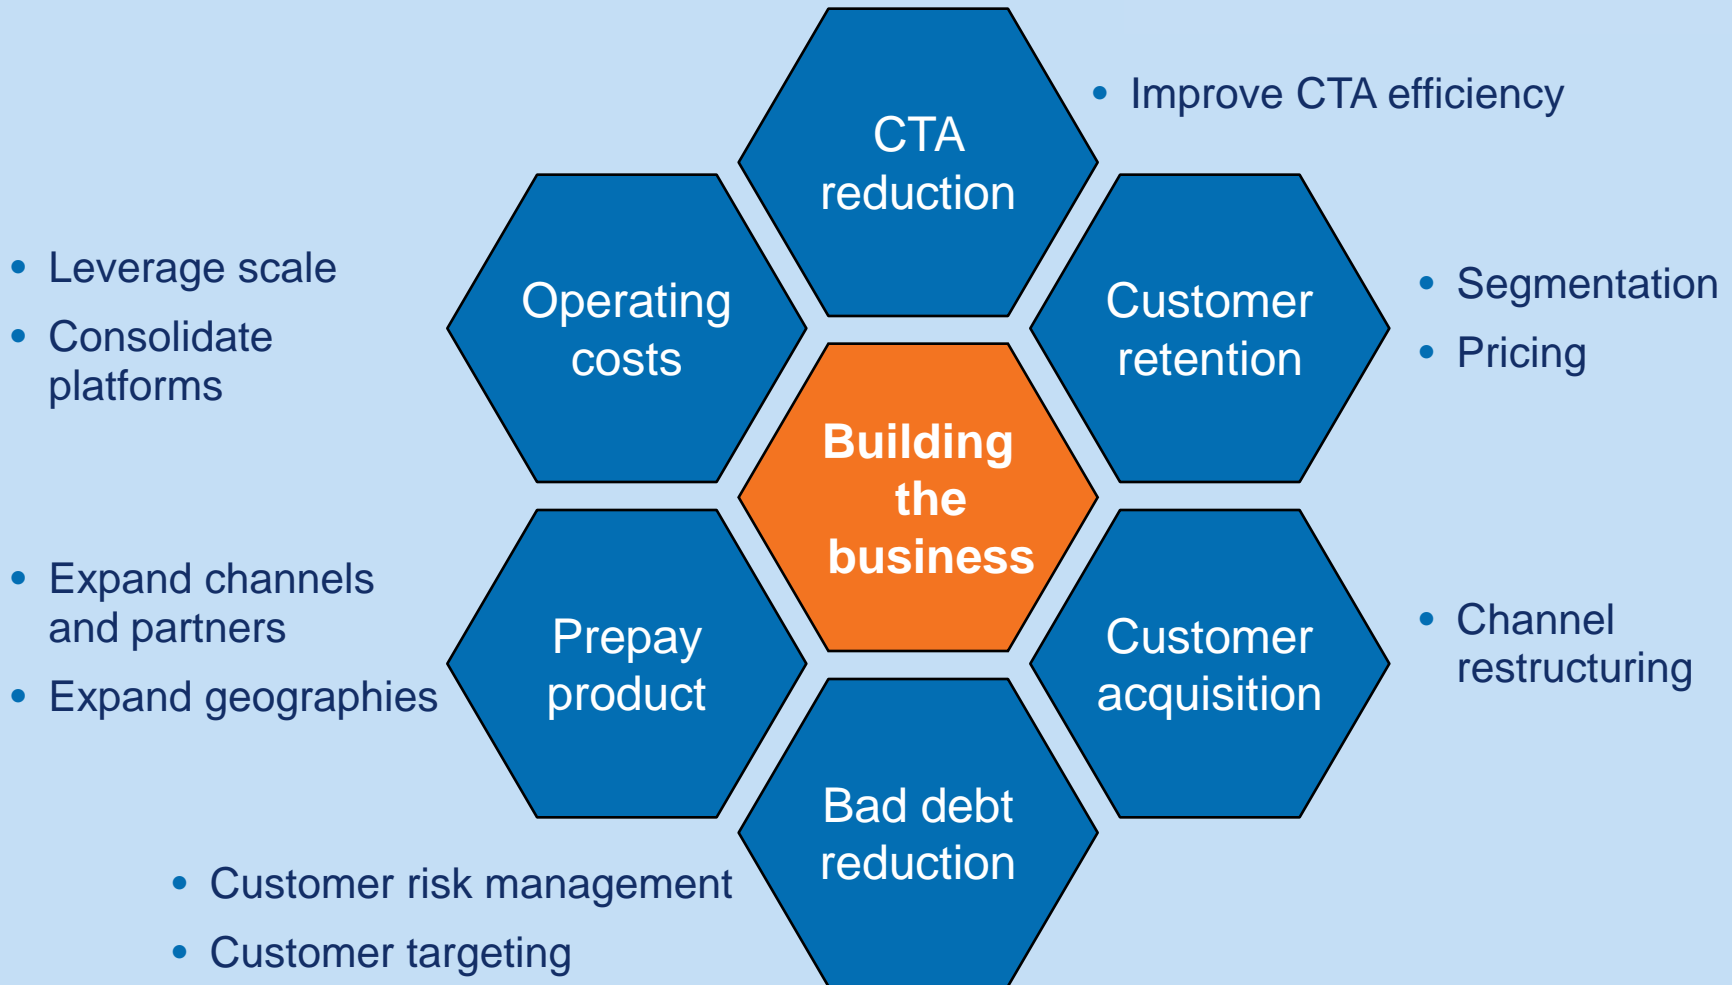 CTA
reduction
• Improve CTA efficiency
Operating
costs
• Leverage scale
• Consolidate
platforms
Customer
retention
• Segmentation
• Pricing
Building
the
business
Prepay
product
• Expand channels
and partners
• Expand geographies
Customer
acquisition
• Channel
restructuring
Bad debt
reduction
• Customer risk management
• Customer targeting